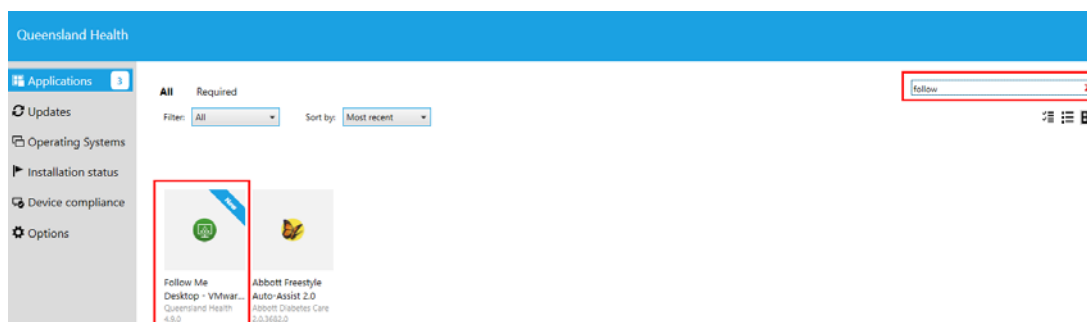 Queensland Health
Applications 3
Updates
Operating Systems
Installation status
Device compliance
Options
All Required
follow
Filter: All Sort by: Most recent
New
Follow Me
Desktop - VMwar...
Queensland Health
4.9.0
Abbott Freestyle
Auto-Assist 2.0
Abbott Diabetes Care
2.0.3682.0